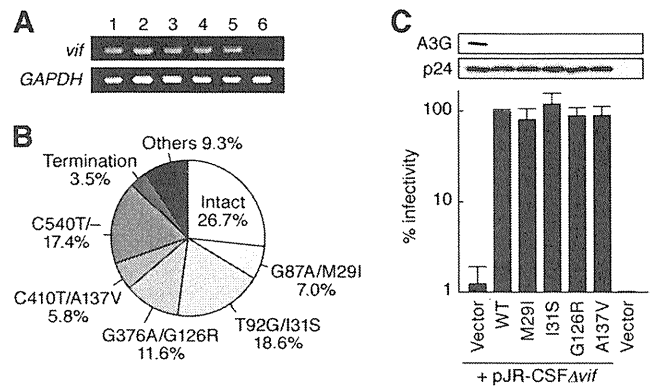 A
1 2 3 4 5 6
vif
GAPDH
B
Others 9.3%
Termination
3.5%
Intact
26.7%
C540T/–
17.4%
G87A/M29I
7.0%
C410T/A137V
5.8%
T92G/I31S
18.6%
G376A/G126R
11.6%
C
A3G
p24
% infectivity
100
10
1
Vector
WT
M29I
I31S
G126R
A137V
Vector
+ pJR-CSFΔvif